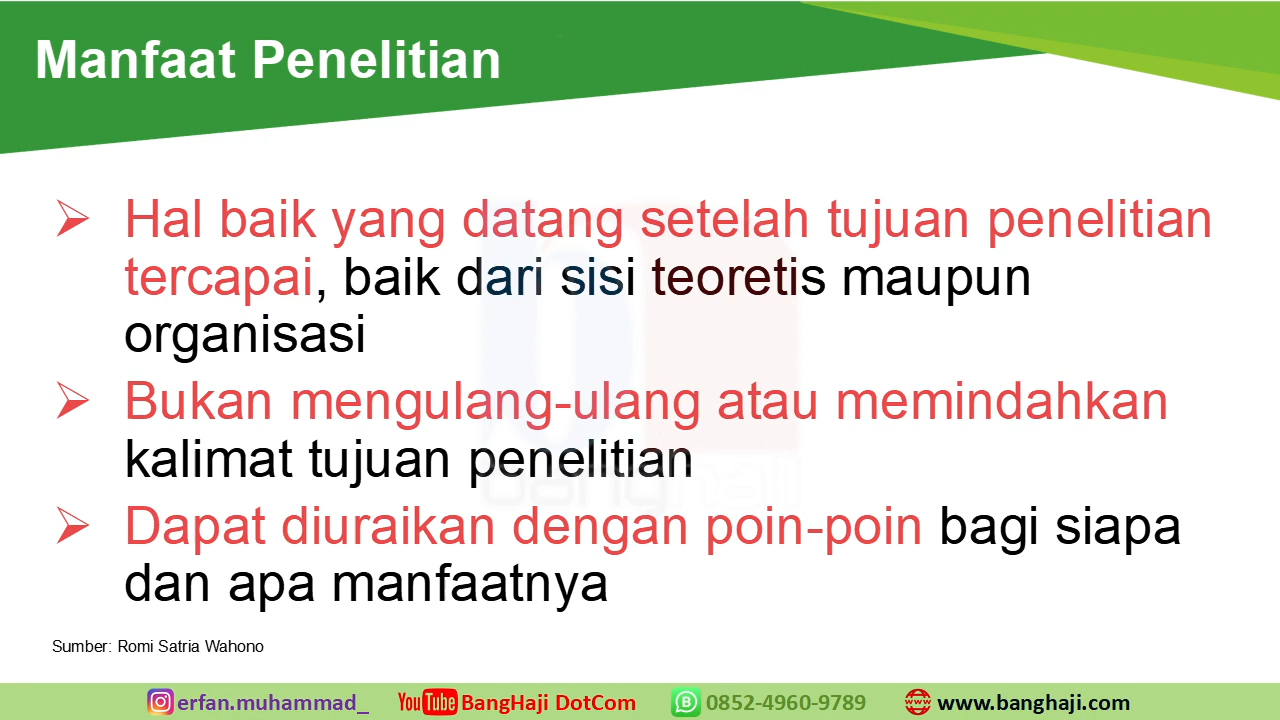 Manfaat Penelitian
Hal baik yang datang setelah tujuan penelitian
tercapai, baik dari sisi teoretis maupun
organisasi
Bukan mengulang-ulang atau memindahkan
kalimat tujuan penelitian
Dapat diuraikan dengan poin-poin bagi siapa
dan apa manfaatnya
banghaji
Sumber: Romi Satria Wahono
erfan.muhammad_ YouTube BangHaji DotCom 0852-4960-9789 www.banghaji.com